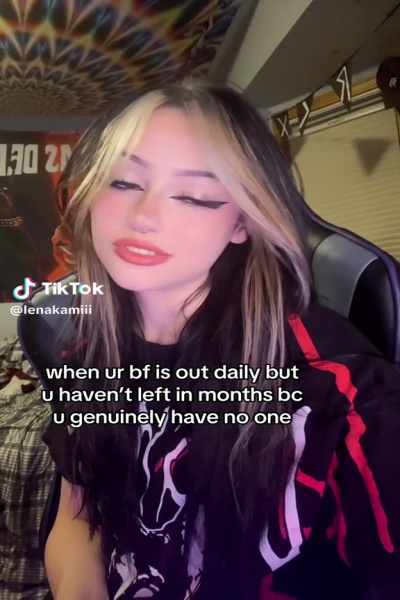 TikTok
@lenakamiii
when ur bf is out daily but
u haven't left in months bc
u genuinely have no one